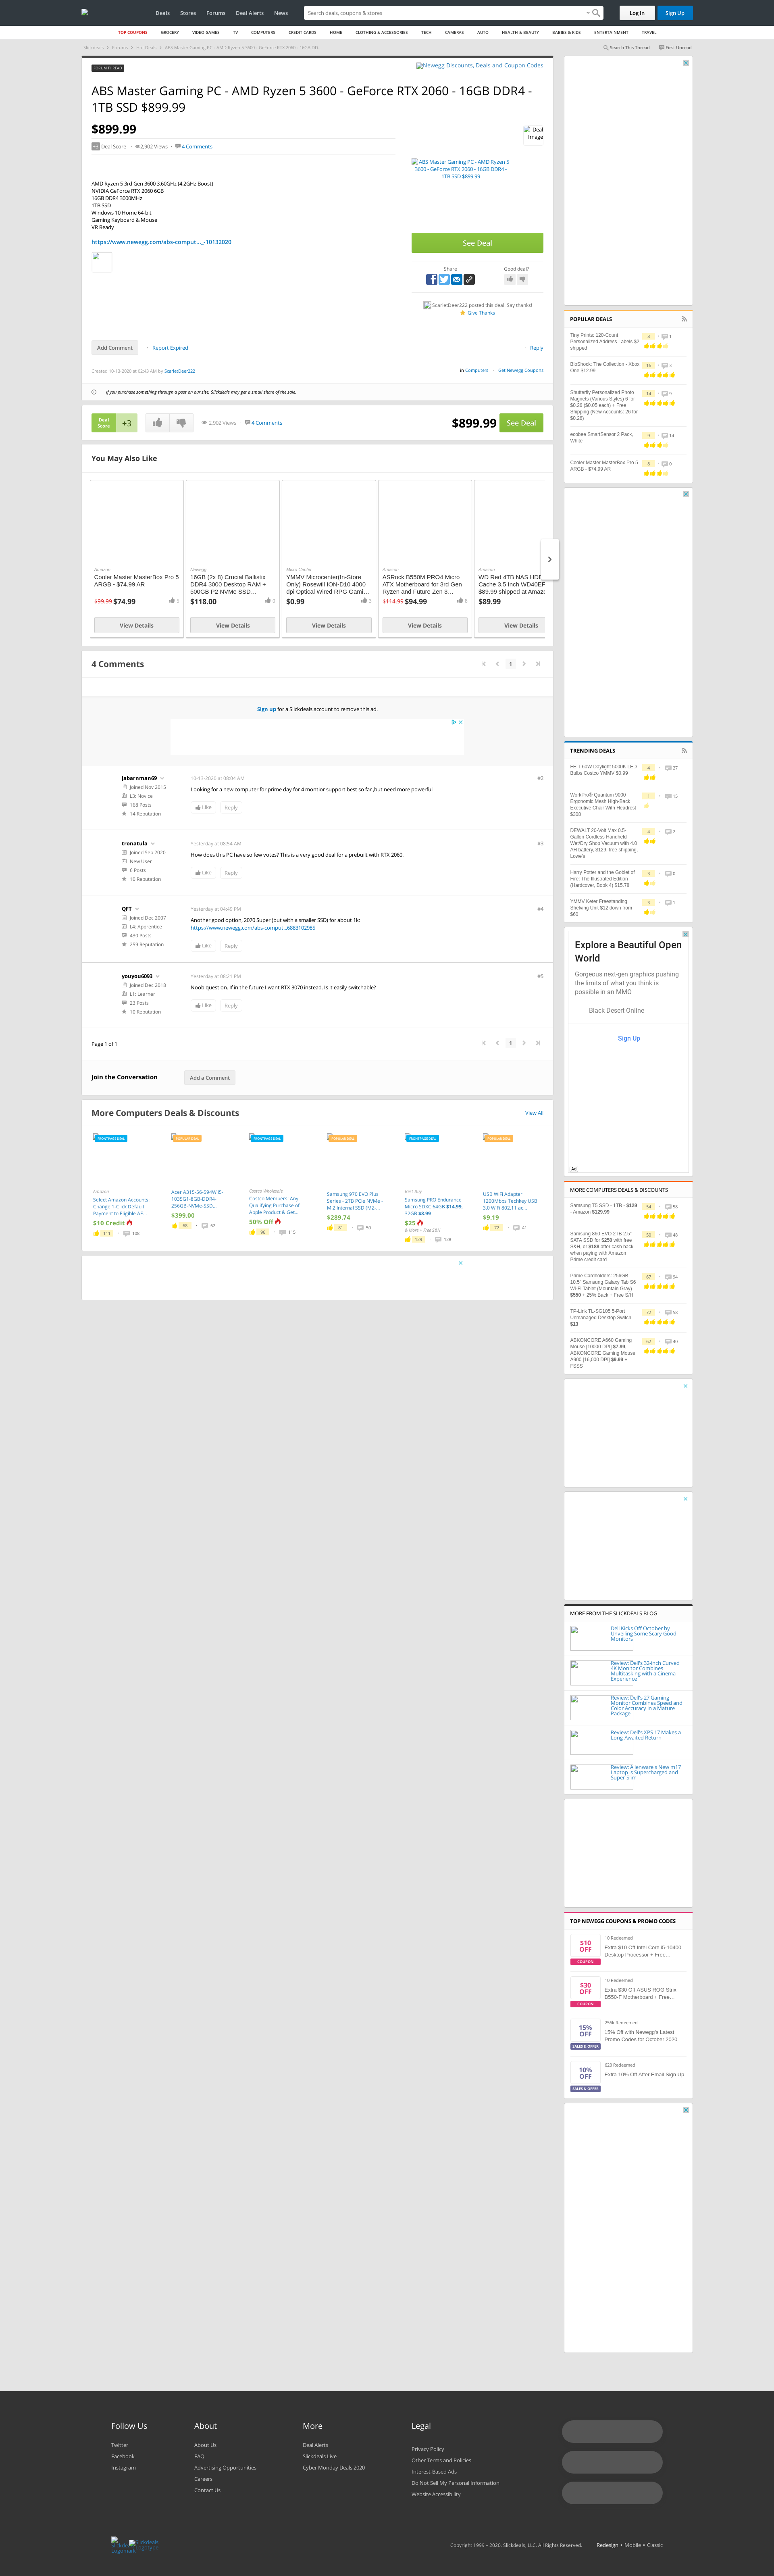 Deals Stores Forums Deal Alerts News
Search deals, coupons & stores
Log In
Sign Up
TOP COUPONS GROCERY VIDEO GAMES TV COMPUTERS CREDIT CARDS HOME CLOTHING & ACCESSORIES TECH CAMERAS AUTO HEALTH & BEAUTY BABIES & KIDS ENTERTAINMENT TRAVEL
Slickdeals > Forums > Hot Deals > ABS Master Gaming PC - AMD Ryzen 5 3600 - GeForce RTX 2060 - 16GB DD...
Search This Thread
First Unread
FORUM THREAD
Newegg Discounts, Deals and Coupon Codes
ABS Master Gaming PC - AMD Ryzen 5 3600 - GeForce RTX 2060 - 16GB DDR4 -
1TB SSD $899.99
$899.99
+3 Deal Score
2,902 Views
4 Comments
Deal
Image
ABS Master Gaming PC - AMD Ryzen 5
3600 - GeForce RTX 2060 - 16GB DDR4 -
1TB SSD $899.99
AMD Ryzen 5 3rd Gen 3600 3.60GHz (4.2GHz Boost)
NVIDIA GeForce RTX 2060 6GB
16GB DDR4 3000MHz
1TB SSD
Windows 10 Home 64-bit
Gaming Keyboard & Mouse
VR Ready
https://www.newegg.com/abs-comput..._-10132020
See Deal
Share
Good deal?
ScarletDeer222 posted this deal. Say thanks!
Give Thanks
Add Comment
Report Expired
Reply
Created 10-13-2020 at 03:43 AM by ScarletDeer222
in Computers
Get Newegg Coupons
If you purchase something through a post on our site, Slickdeals may get a small share of the sale.
Deal
Score
+3
2,902 Views
4 Comments
$899.99
See Deal
You May Also Like
Amazon
Cooler Master MasterBox Pro 5
ARGB - $74.99 AR
$99.99 $74.99
View Details
Newegg
16GB (2x 8) Crucial Ballistix
DDR4 3000 Desktop RAM +
500GB P2 NVMe SSD...
$118.00
View Details
Micro Center
YMMV Microcenter(In-Store
Only) Rosewill ION-D10 4000
dpi Optical Wired RPG Gami...
$0.99
View Details
Amazon
ASRock B550M PRO4 Micro
ATX Motherboard for 3rd Gen
Ryzen and Future Zen 3...
$114.99 $94.99
View Details
Amazon
WD Red 4TB NAS HDD
Cache 3.5 Inch WD40EF
$89.99 shipped at Amaz
$89.99
View Details
4 Comments
1
Sign up for a Slickdeals account to remove this ad.
jabarnman69
Joined Nov 2015
L3: Novice
168 Posts
14 Reputation
10-13-2020 at 08:04 AM
#2
Looking for a new computer for prime day for 4 monitor support best so far ,but need more powerful
Like
Reply
tronatula
Joined Sep 2020
New User
6 Posts
10 Reputation
Yesterday at 08:54 AM
#3
How does this PC have so few votes? This is a very good deal for a prebuilt with RTX 2060.
Like
Reply
QFT
Joined Dec 2007
L4: Apprentice
430 Posts
259 Reputation
Yesterday at 04:49 PM
#4
Another good option, 2070 Super (but with a smaller SSD) for about 1k:
https://www.newegg.com/abs-comput...6883102985
Like
Reply
youyou6093
Joined Dec 2018
L1: Learner
23 Posts
10 Reputation
Yesterday at 08:21 PM
#5
Noob question. If in the future I want RTX 3070 instead. Is it easily switchable?
Like
Reply
Page 1 of 1
1
Join the Conversation
Add a Comment
More Computers Deals & Discounts
View All
FRONTPAGE DEAL
Amazon
Select Amazon Accounts:
Change 1-Click Default
Payment to Eligible AE...
$10 Credit
111
198
POPULAR DEAL
Acer A315-56-594W i5-
1035G1-8GB-DDR4-
256GB-NVMe-SSD...
$399.00
68
62
FRONTPAGE DEAL
Costco Wholesale
Costco Members: Any
Qualifying Purchase of
Apple Product & Get...
50% Off
96
115
POPULAR DEAL
Samsung 970 EVO Plus
Series - 2TB PCIe NVMe -
M.2 Internal SSD (MZ-...
$289.74
81
59
FRONTPAGE DEAL
Best Buy
Samsung PRO Endurance
Micro SDXC 64GB $14.99,
32GB $8.99
$25
& More + Free S&H
129
128
POPULAR DEAL
USB WiFi Adapter
1200Mbps Techkey USB
3.0 WiFi 802.11 ac...
$9.19
72
41
POPULAR DEALS
Tiny Prints: 120-Count
Personalized Address Labels $2
shipped
8
1
BioShock: The Collection - Xbox
One $12.99
16
3
Shutterfly Personalized Photo
Magnets (Various Styles) 6 for
$0.26 ($0.05 each) + Free
Shipping (New Accounts; 26 for
$0.26)
14
9
ecobee SmartSensor 2 Pack,
White
9
14
Cooler Master MasterBox Pro 5
ARGB - $74.99 AR
8
0
TRENDING DEALS
FEIT 60W Daylight 5000K LED
Bulbs Costco YMMV $0.99
4
27
WorkPro® Quantum 9000
Ergonomic Mesh High-Back
Executive Chair With Headrest
$308
1
15
DEWALT 20-Volt Max 0.5-
Gallon Cordless Handheld
Wet/Dry Shop Vacuum with 4.0
AH battery. $129, free shipping,
Lowe's
4
2
Harry Potter and the Goblet of
Fire: The Illustrated Edition
(Hardcover, Book 4) $15.78
3
0
YMMV Keter Freestanding
Shelving Unit $12 down from
$60
3
1
Explore a Beautiful Open
World
Gorgeous next-gen graphics pushing
the limits of what you think is
possible in an MMO
Black Desert Online
Sign Up
Ad
MORE COMPUTERS DEALS & DISCOUNTS
Samsung T5 SSD - 1TB - $129
- Amazon $129.99
54
58
Samsung 860 EVO 2TB 2.5"
SATA SSD for $250 with free
S&H, or $188 after cash back
when paying with Amazon
Prime credit card
50
48
Prime Cardholders: 256GB
10.5" Samsung Galaxy Tab S6
Wi-Fi Tablet (Mountain Gray)
$550 + 25% Back + Free S/H
67
94
TP-Link TL-SG105 5-Port
Unmanaged Desktop Switch
$13
72
58
ABKONCORE A660 Gaming
Mouse [10000 DPI] $7.99,
ABKONCORE Gaming Mouse
A900 [16,000 DPI] $9.98 +
FSSS
62
40
MORE FROM THE SLICKDEALS BLOG
Dell Kicks Off October by
Unveiling Some Scary Good
Monitors
Review: Dell's 32-inch Curved
4K Monitor Combines
Multitasking with a Cinema
Experience
Review: Dell's 27 Gaming
Monitor Combines Speed and
Color Accuracy in a Mature
Package
Review: Dell's XPS 17 Makes a
Long-Awaited Return
Review: Alienware's New m17
Laptop is Supercharged and
Super-Slim
TOP NEWEGG COUPONS & PROMO CODES
$10
OFF
COUPON
10 Redeemed
Extra $10 Off Intel Core i5-10400
Desktop Processor + Free...
$30
OFF
COUPON
10 Redeemed
Extra $30 Off ASUS ROG Strix
B550-F Motherboard + Free...
15%
OFF
SALES & OFFER
256k Redeemed
15% Off with Newegg's Latest
Promo Codes for October 2020
10%
OFF
SALES & OFFER
623 Redeemed
Extra 10% Off After Email Sign Up
Follow Us
Twitter
Facebook
Instagram
About
About Us
FAQ
Advertising Opportunities
Careers
Contact Us
More
Deal Alerts
Slickdeals Live
Cyber Monday Deals 2020
Legal
Privacy Policy
Other Terms and Policies
Interest-Based Ads
Do Not Sell My Personal Information
Website Accessibility
Slickdeals
Logotype
Copyright 1999 - 2020. Slickdeals, LLC. All Rights Reserved.
Redesign • Mobile • Classic